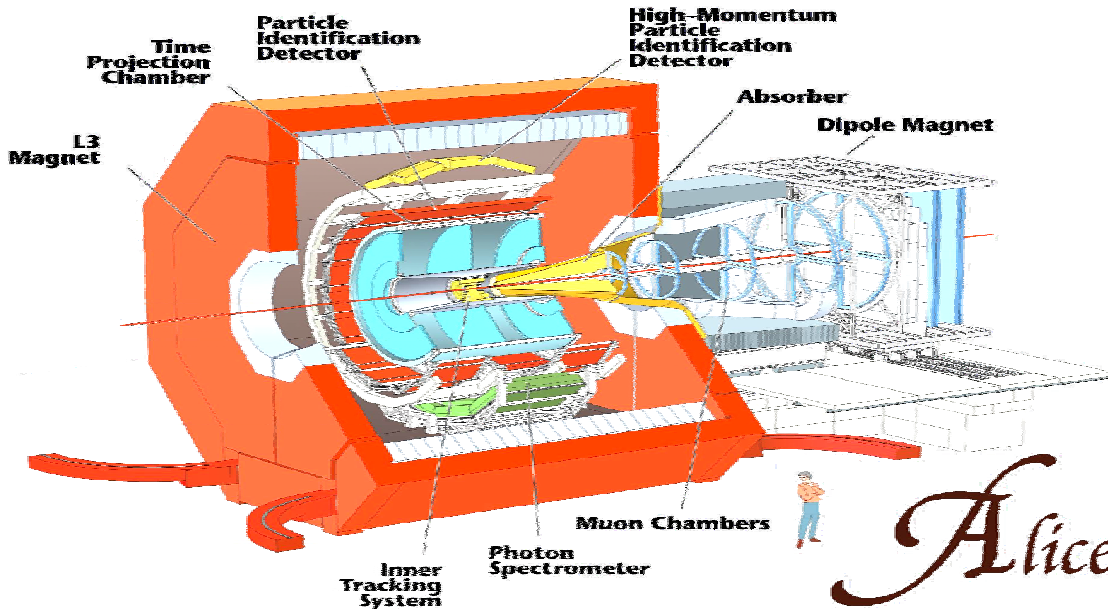 Particle
Identification
Detector
High-Momentum
Particle
Identification
Detector
Time
Projection
Chamber
Absorber
Dipole Magnet
L3
Magnet
Muon Chambers
Photon
Spectrometer
Inner
Tracking
System
Alice